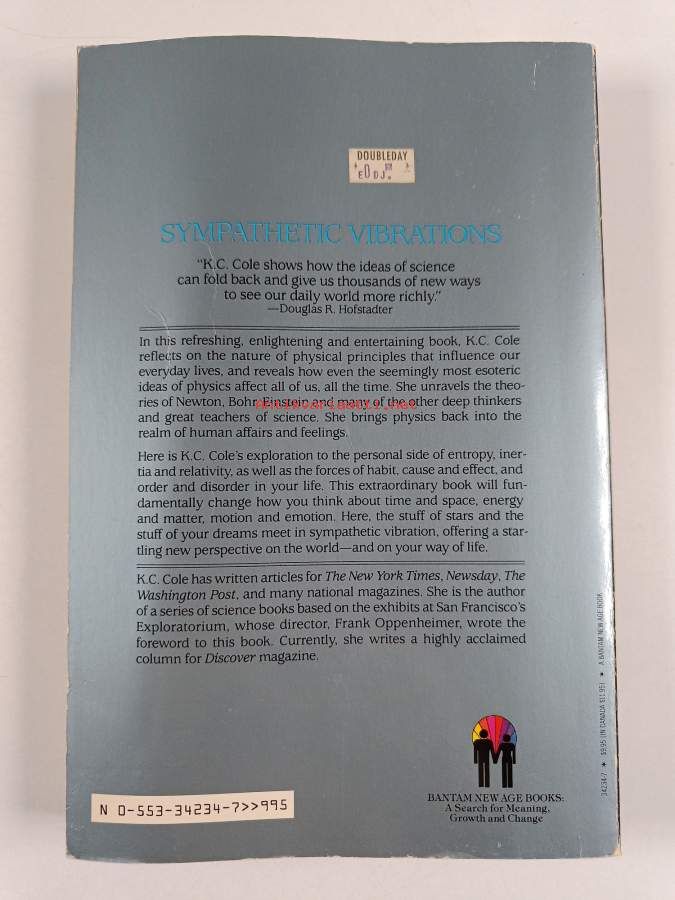 DOUBLEDAY
SYMPATHETIC VIBRATIONS
"K.C. Cole shows how the ideas of science
can fold back and give us thousands of new ways
to see our daily world more richly."
—Douglas R. Hofstadter
In this refreshing, enlightening and entertaining book, K.C. Cole
reflects on the nature of physical principles that influence our
everyday lives, and reveals how even the seemingly most esoteric
ideas of physics affect all of us, all the time. She unravels the theo-
ries of Newton, Bohr, Einstein and many of the other deep thinkers
and great teachers of science. She brings physics back into the
realm of human affairs and feelings.
Here is K.C. Cole's exploration to the personal side of entropy, iner-
tia and relativity, as well as the forces of habit, cause and effect, and
order and disorder in your life. This extraordinary book will fun-
damentally change how you think about time and space, energy
and matter, motion and emotion. Here, the stuff of stars and the
stuff of your dreams meet in sympathetic vibration, offering a star-
tling new perspective on the world—and on your way of life.
K.C. Cole has written articles for The New York Times, Newsday, The
Washington Post, and many national magazines. She is the author
of a series of science books based on the exhibits at San Francisco's
Exploratorium, whose director, Frank Oppenheimer, wrote the
foreword to this book. Currently, she writes a highly acclaimed
column for Discover magazine.
34234-7 * $9.95 (IN CANADA $11.95) * A BANTAM NEW AGE BOOK
BANTAM NEW AGE BOOKS:
A Search for Meaning,
Growth and Change
N 0-553-34234-7>>995